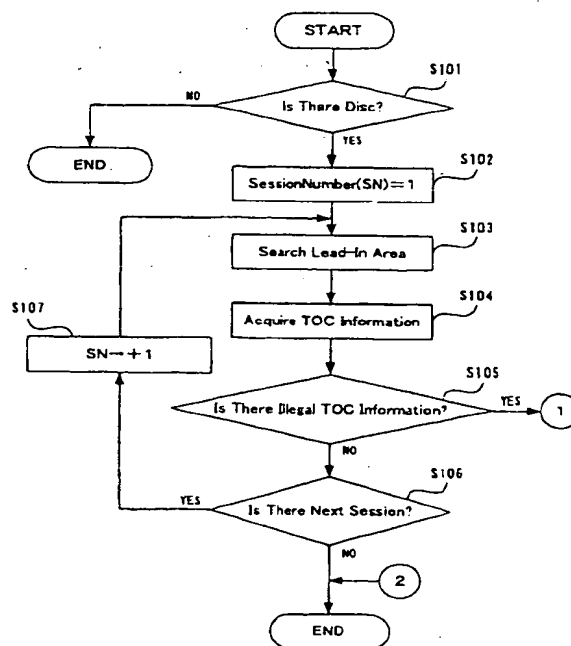 START
S101
Is There Disc?
NO
YES
END
S102
SessionNumber(SN)=1
S103
Search Lead-In Area
S104
Acquire TOC Information
S107
SN→+1
S105
Is There Illegal TOC Information?
YES
1
NO
S106
Is There Next Session?
YES
NO
2
END